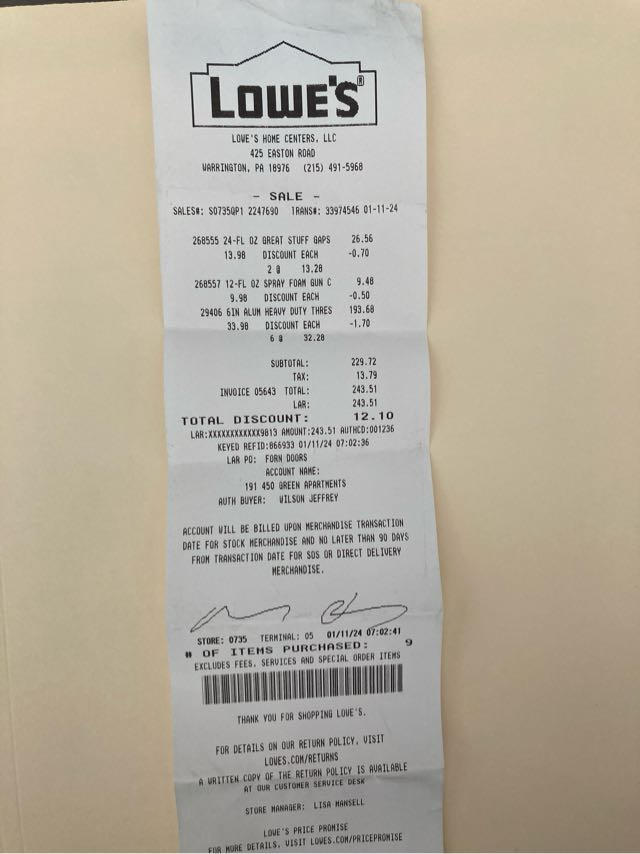 LOWE'S®
LOWE'S HOME CENTERS, LLC
425 EASTON ROAD
WARRINGTON, PA 18976 (215) 491-5968
- SALE -
SALES#: S0735QP1 2247690 TRANS#: 33974546 01-11-24
268555 24-FL OZ GREAT STUFF GAPS 26.56
13.98 DISCOUNT EACH -0.70
2 @ 13.28
268557 12-FL OZ SPRAY FOAM GUN C 9.48
9.98 DISCOUNT EACH -0.50
29406 6IN ALUM HEAVY DUTY THRES 193.68
33.98 DISCOUNT EACH -1.70
6 @ 32.28
SUBTOTAL: 229.72
TAX: 13.79
INVOICE 05643 TOTAL: 243.51
LAR: 243.51
TOTAL DISCOUNT: 12.10
LAR:XXXXXXXXXXXX9813 AMOUNT:243.51 AUTHCD:001236
KEYED REFID:866933 01/11/24 07:02:36
LAR PO: FORN DOORS
ACCOUNT NAME:
191 450 GREEN APARTMENTS
AUTH BUYER: WILSON JEFFREY
ACCOUNT WILL BE BILLED UPON MERCHANDISE TRANSACTION
DATE FOR STOCK MERCHANDISE AND NO LATER THAN 90 DAYS
FROM TRANSACTION DATE FOR SOS OR DIRECT DELIVERY
MERCHANDISE.
STORE: 0735 TERMINAL: 05 01/11/24 07:02:41
# OF ITEMS PURCHASED: 9
EXCLUDES FEES, SERVICES AND SPECIAL ORDER ITEMS
THANK YOU FOR SHOPPING LOWE'S.
FOR DETAILS ON OUR RETURN POLICY, VISIT
LOWES.COM/RETURNS
A WRITTEN COPY OF THE RETURN POLICY IS AVAILABLE
AT OUR CUSTOMER SERVICE DESK
STORE MANAGER: LISA MANSELL
LOWE'S PRICE PROMISE
FOR MORE DETAILS, VISIT LOWES.COM/PRICEPROMISE